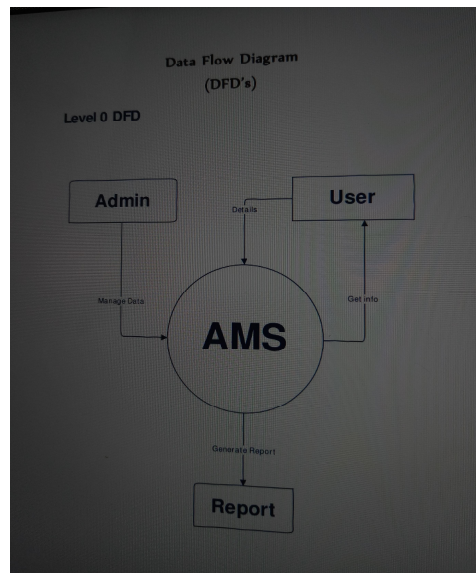 Data Flow Diagram
(DFD's)
Level 0 DFD
Admin
User
Details
Manage Data
Get info
AMS
Generate Report
Report